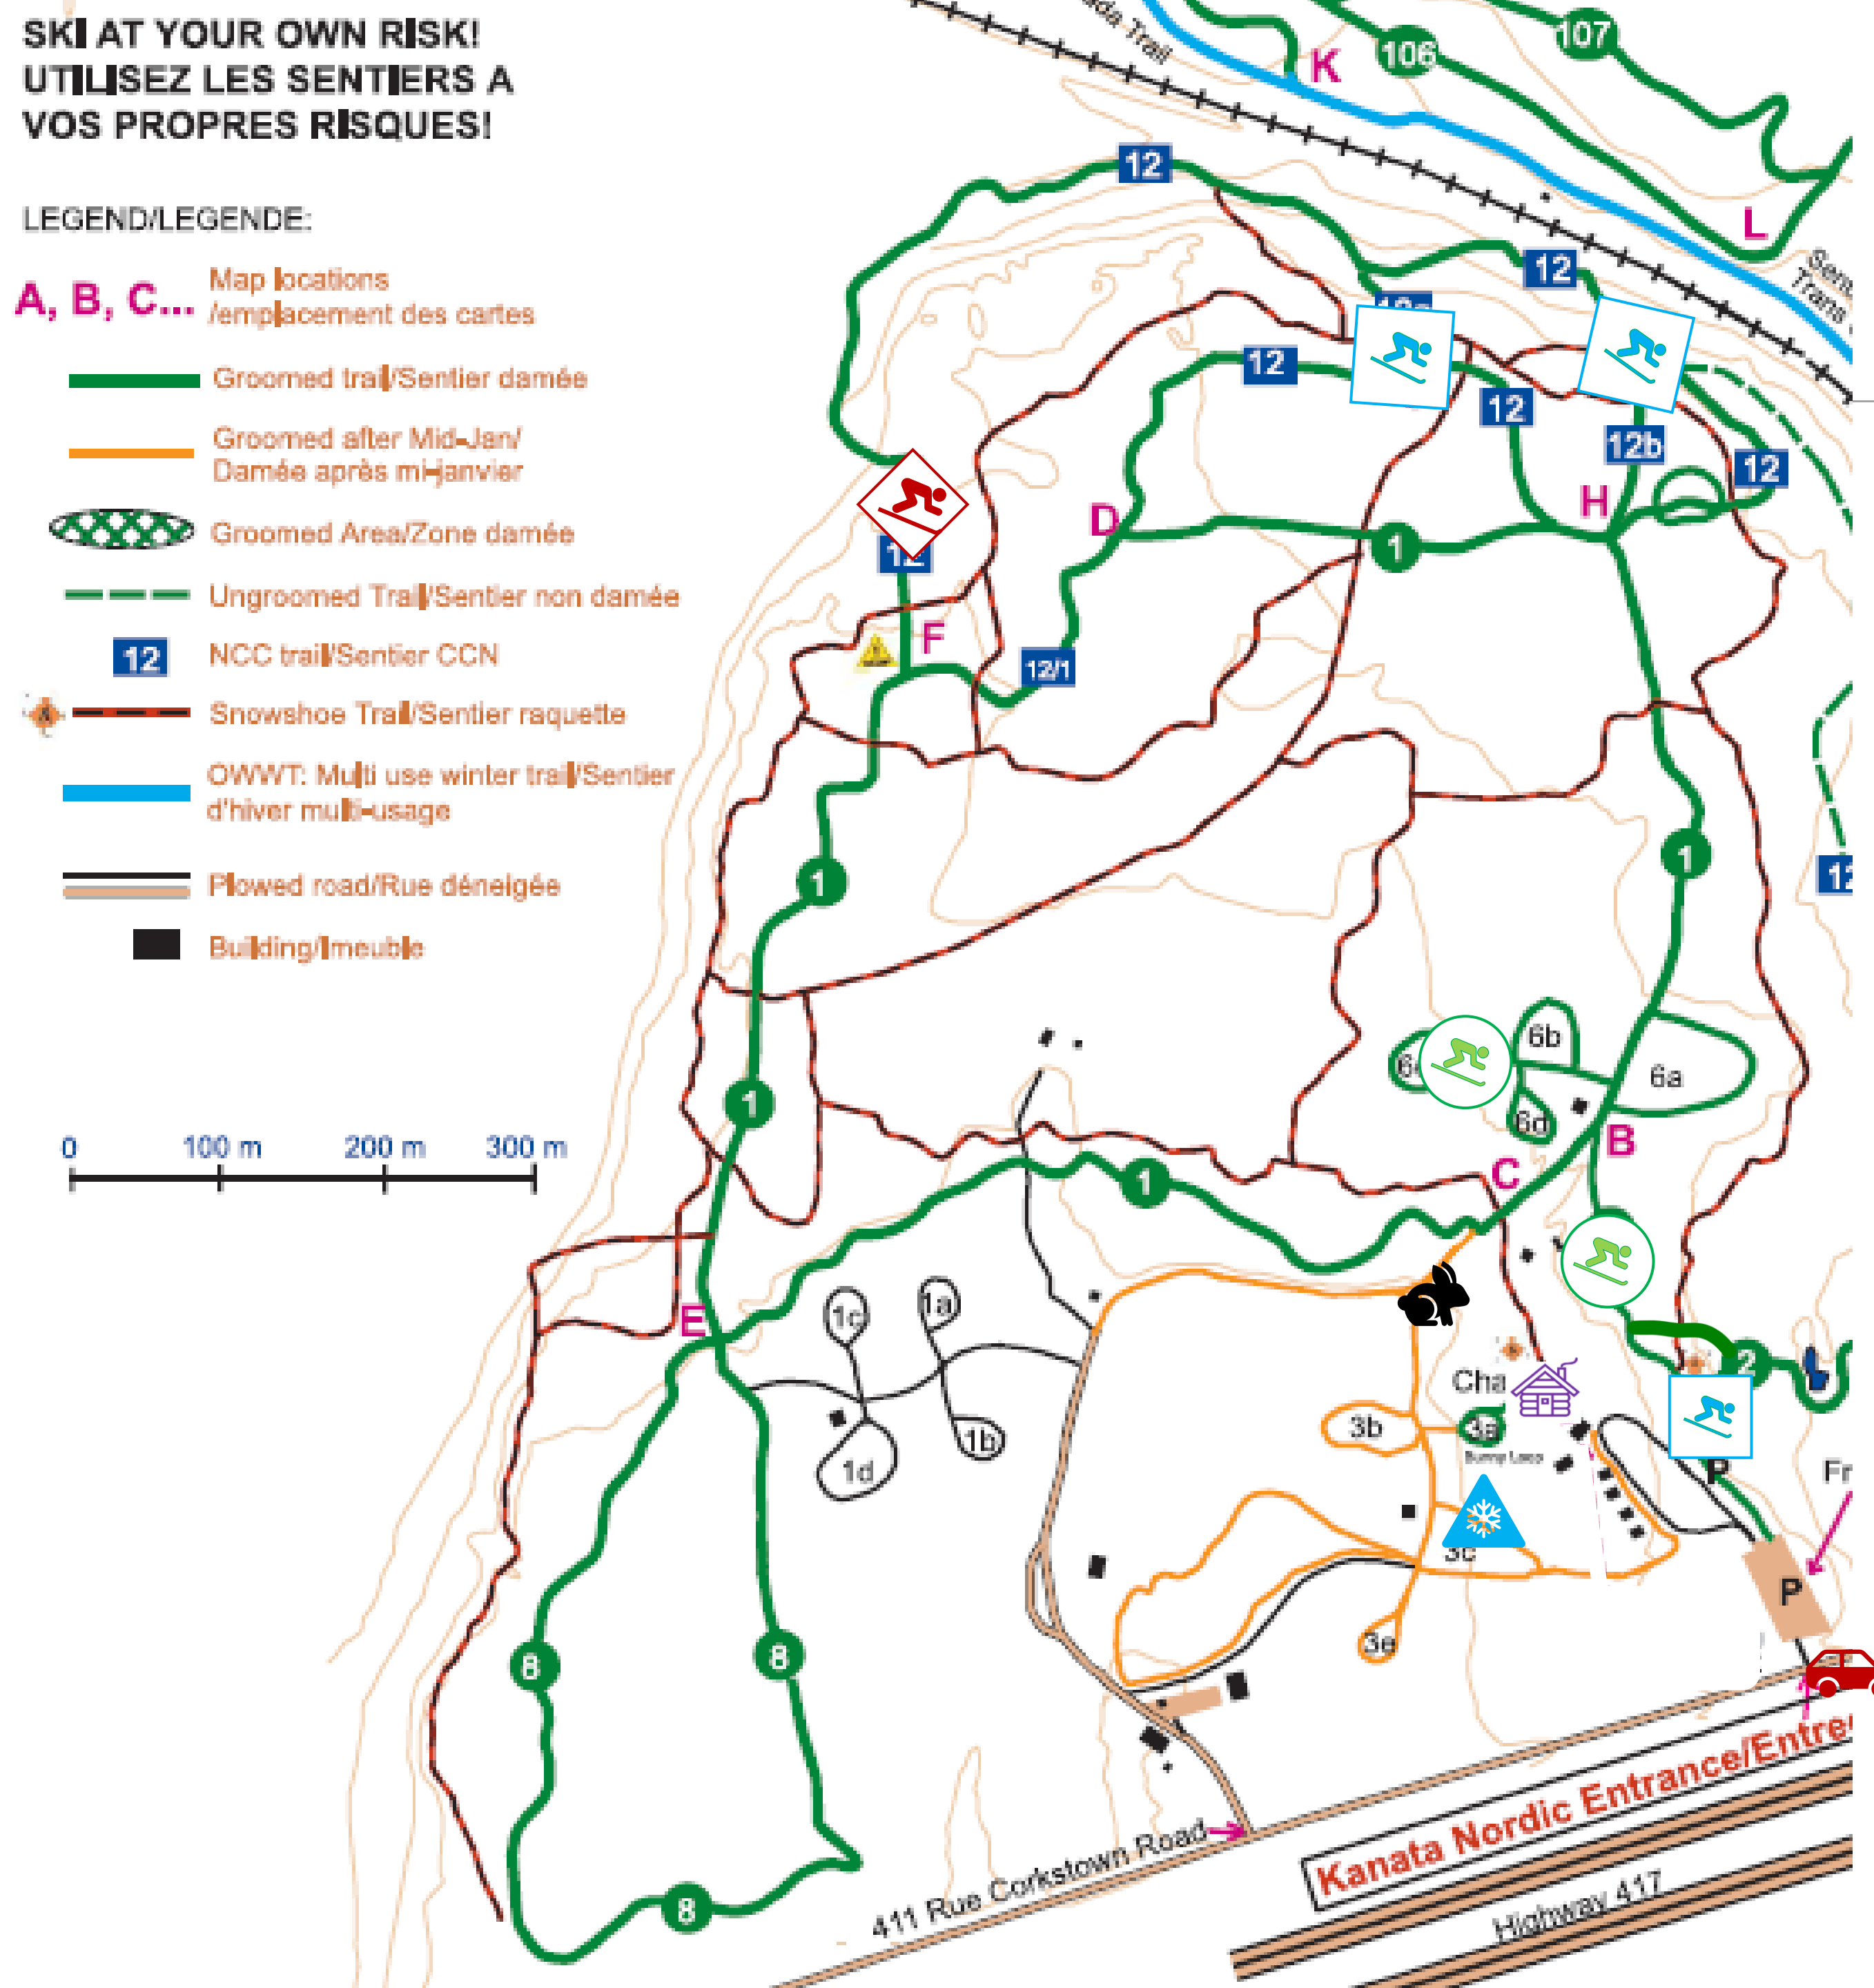 SKI AT YOUR OWN RISK!
UTILISEZ LES SENTIERS A
VOS PROPRES RISQUES!
LEGEND/LEGENDE:
A, B, C... Map locations
/emplacement des cartes
Groomed trail/Sentier damée
Groomed after Mid-Jan/
Damée après mi-janvier
Groomed Area/Zone damée
Ungroomed Trail/Sentier non damée
12 NCC trail/Sentier CCN
Snowshoe Trail/Sentier raquette
OWWT: Multi use winter trail/Sentier
d'hiver multi-usage
Plowed road/Rue déneigée
Building/Imeuble
0 100 m 200 m 300 m
Trail
K
106
107
L
Trans
12
12
12
12
12b
12
H
D
1
12
F
12/1
1
1
12
1
6b
6a
6d
B
C
1
E
1c
1a
1b
1d
2
3b
3a
Bunny Loop
3c
3e
P
P
8
8
8
411 Rue Corkstown Road
Kanata Nordic Entrance/Entre
Highway 417